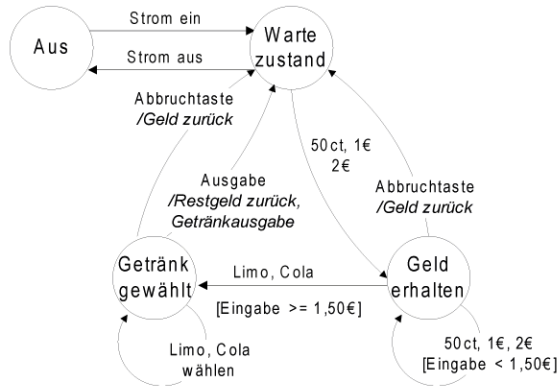 Strom ein
Aus
Warte
zustand
Strom aus
Abbruchtaste
/Geld zurück
50ct, 1€
2€
Ausgabe
/Restgeld zurück,
Getränkausgabe
Abbruchtaste
/Geld zurück
Getränk
gewählt
Limo, Cola
[Eingabe >= 1,50€]
Geld
erhalten
Limo, Cola
wählen
50ct, 1€, 2€
[Eingabe < 1,50€]